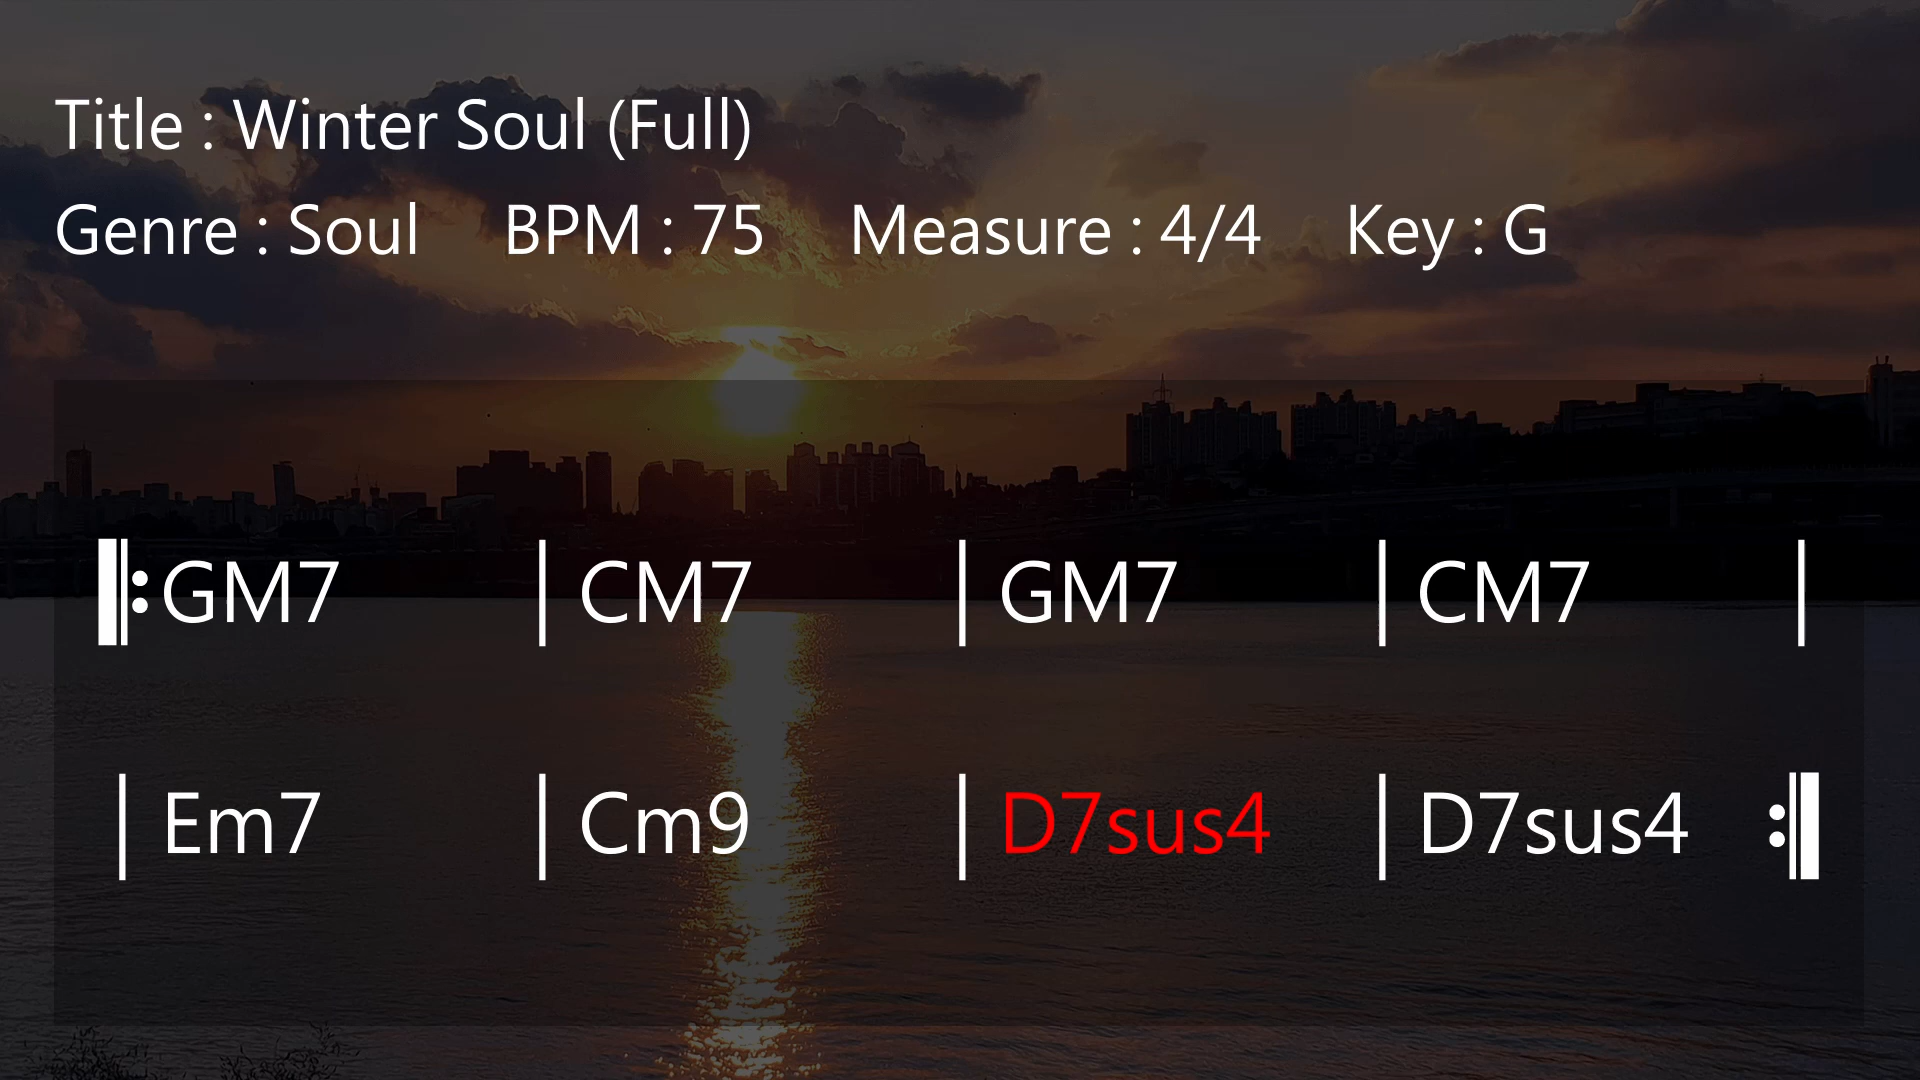 Title : Winter Soul (Full)
Genre : Soul BPM : 75 Measure : 4/4 Key : G
GM7 | CM7 | GM7 | CM7 |
| Em7 | Cm9 | D7sus4 | D7sus4